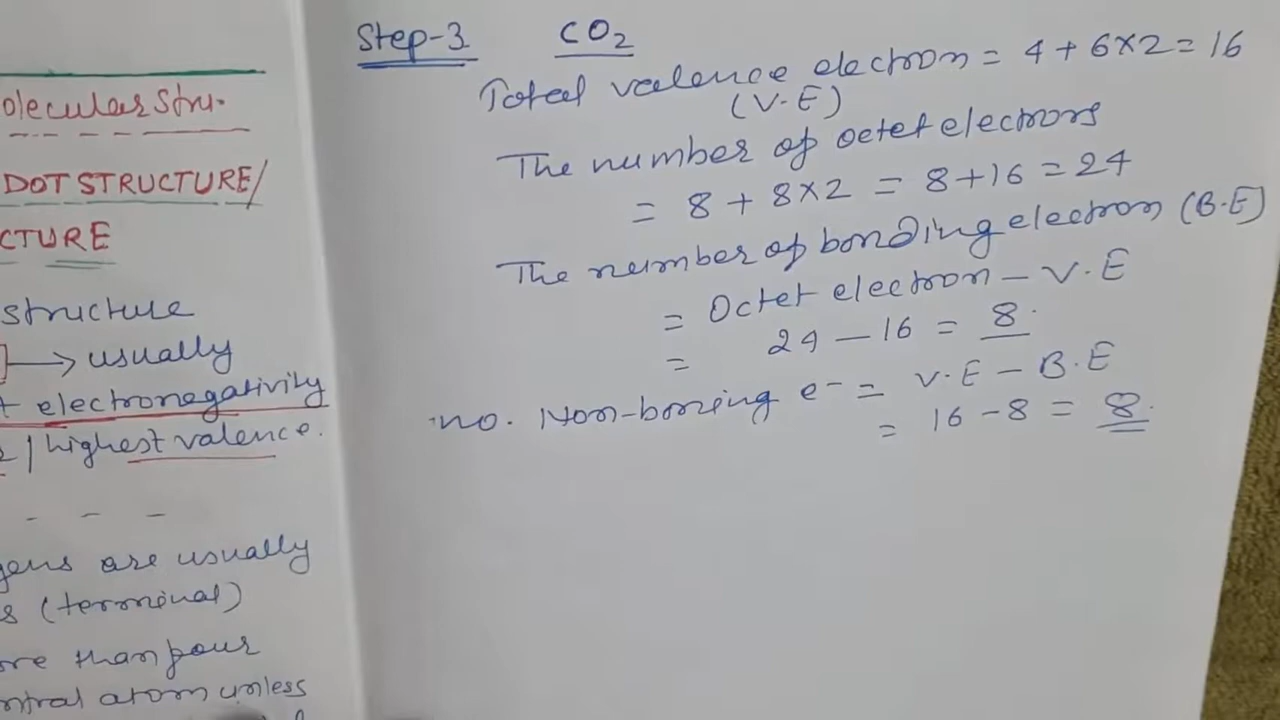 olecular Stru.
DOT STRUCTURE/
CTURE
structure
→ usually
t electronegativity
/ highest valence.
gens are usually
s (terminal)
ore than four
ntral atom unless
Step-3 CO2
Total valence electron = 4 + 6×2 = 16
(V.E)
The number of octet electrons
= 8 + 8×2 = 8+16 = 24
The number of bonding electron (B.E)
= Octet electron - V.E
= 24 - 16 = 8.
no. Non-boning e- = V.E - B.E
= 16 - 8 = 8.